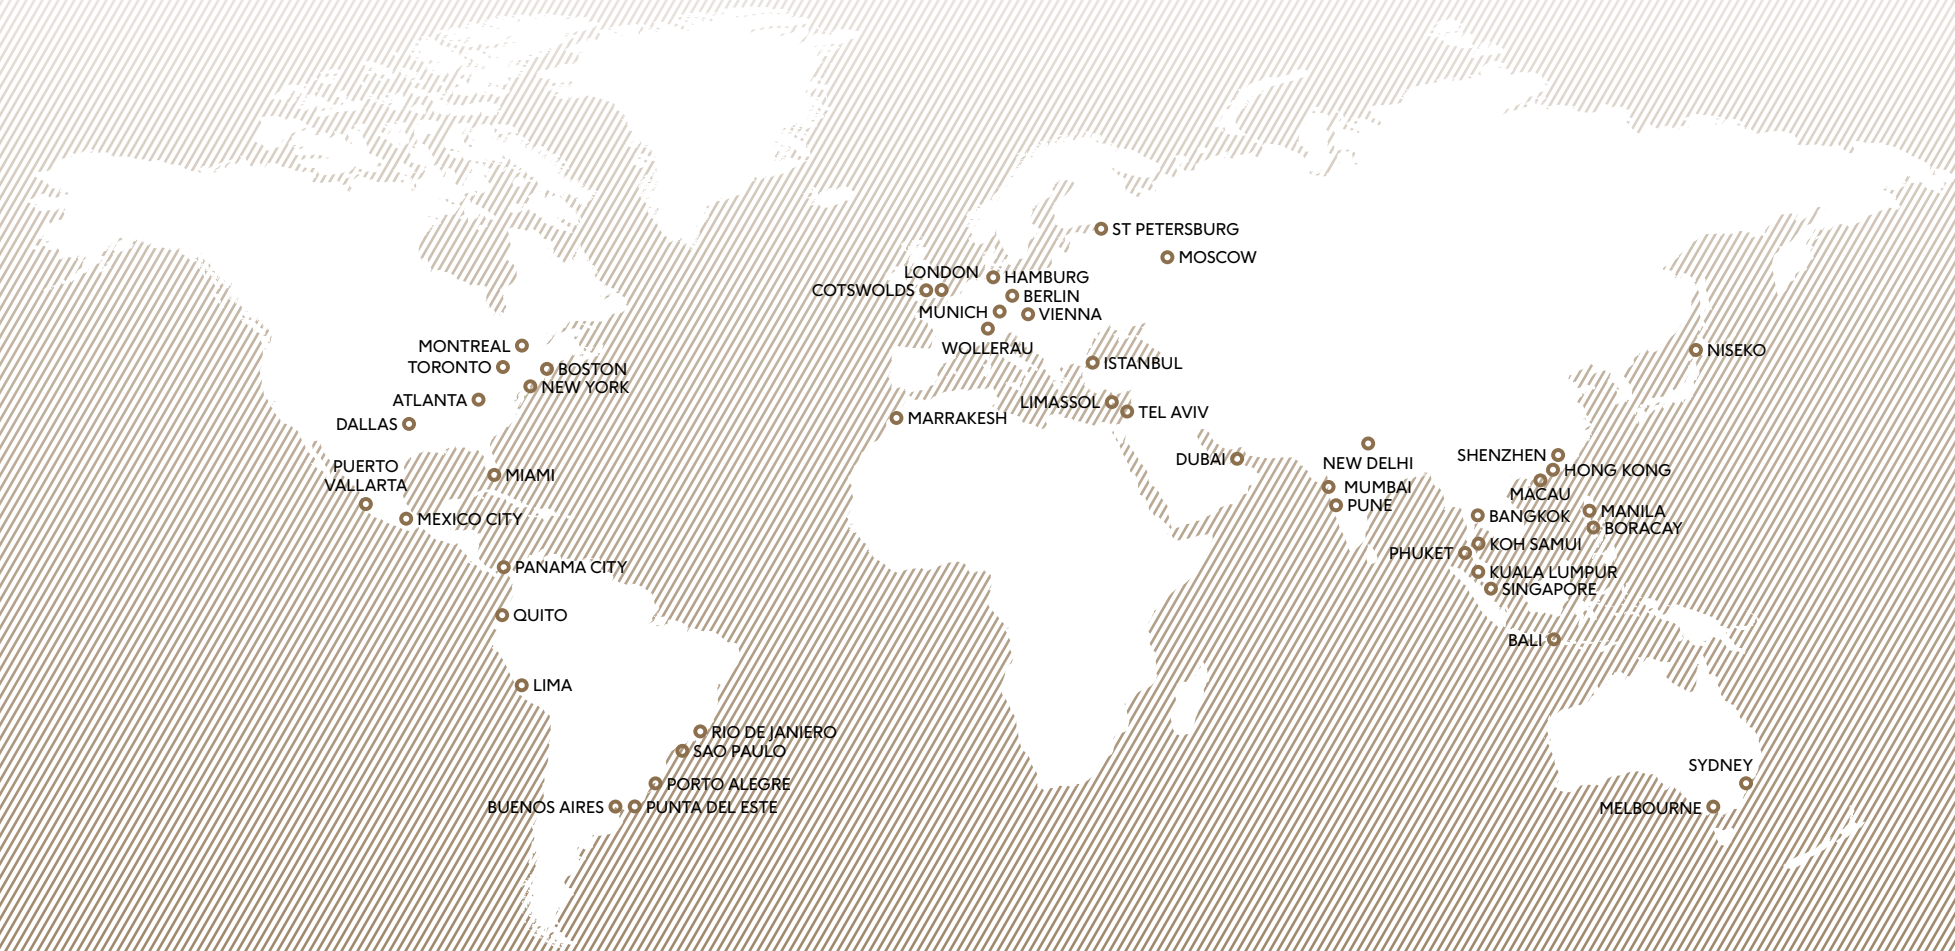 ST PETERSBURG
MOSCOW
LONDON
HAMBURG
COTSWOLDS
BERLIN
MUNICH
VIENNA
WOLLERAU
MONTREAL
NISEKO
TORONTO
BOSTON
ISTANBUL
NEW YORK
ATLANTA
LIMASSOL
TEL AVIV
MARRAKESH
DALLAS
SHENZHEN
DUBAI
NEW DELHI
PUERTO
VALLARTA
HONG KONG
MIAMI
MUMBAI
MACAU
PUNE
MANILA
MEXICO CITY
BANGKOK
BORACAY
KOH SAMUI
PHUKET
PANAMA CITY
KUALA LUMPUR
SINGAPORE
QUITO
BALI
LIMA
RIO DE JANIERO
SAO PAULO
SYDNEY
PORTO ALEGRE
BUENOS AIRES
PUNTA DEL ESTE
MELBOURNE